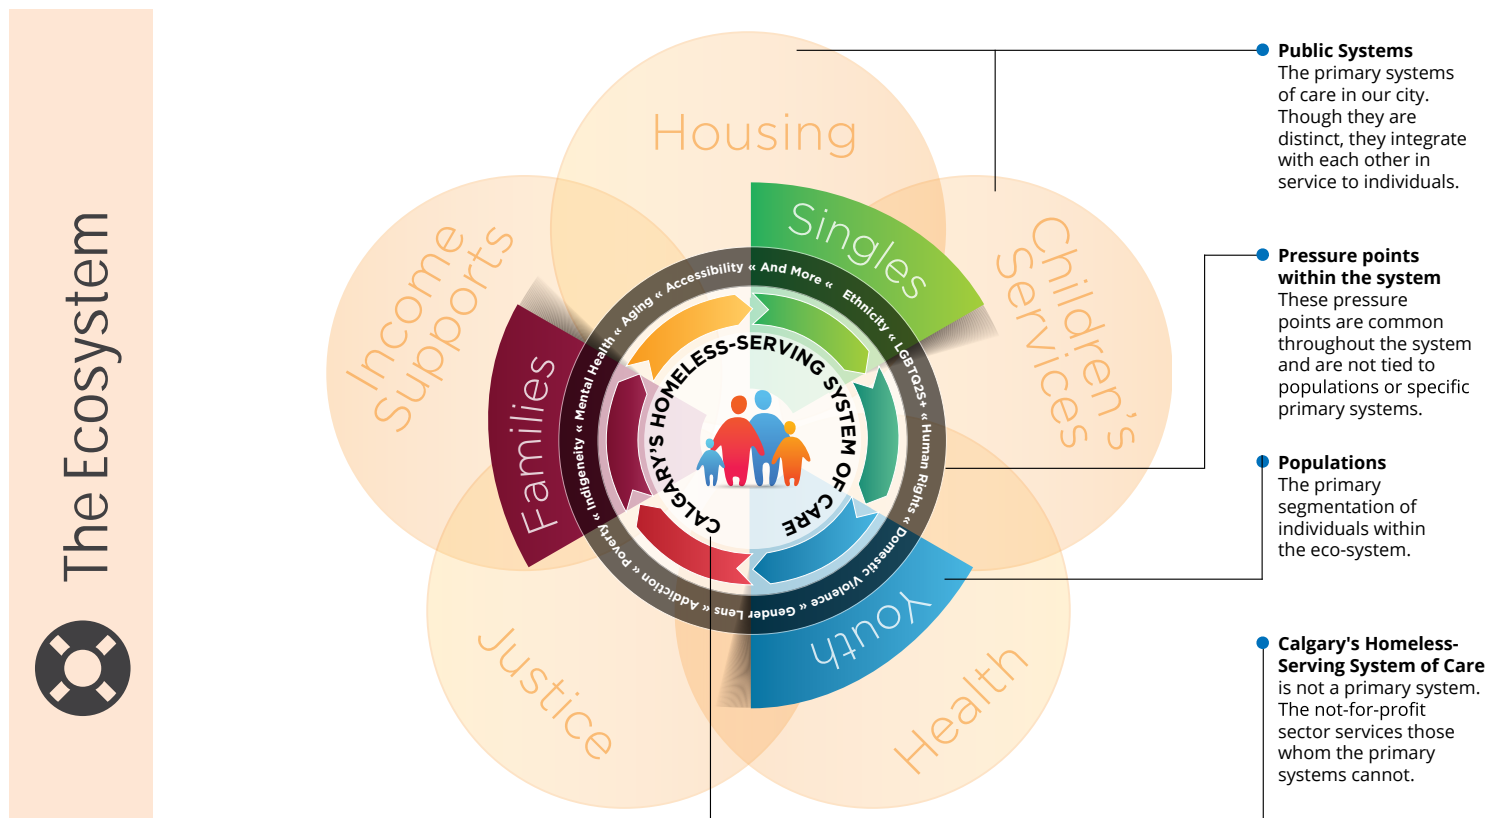 The Ecosystem
Housing
Income
Supports
Children's
Services
Justice
Health
Singles
Families
Youth
Accessibility « And More « Ethnicity « LGBTQ2S+ « Human Rights « Domestic Violence « Gender Lens « Addiction « Poverty « Indigeneity « Mental Health « Aging «
CALGARY'S HOMELESS-SERVING SYSTEM OF CARE
Public Systems
The primary systems
of care in our city.
Though they are
distinct, they integrate
with each other in
service to individuals.
Pressure points
within the system
These pressure
points are common
throughout the system
and are not tied to
populations or specific
primary systems.
Populations
The primary
segmentation of
individuals within
the eco-system.
Calgary's Homeless-
Serving System of Care
is not a primary system.
The not-for-profit
sector services those
whom the primary
systems cannot.